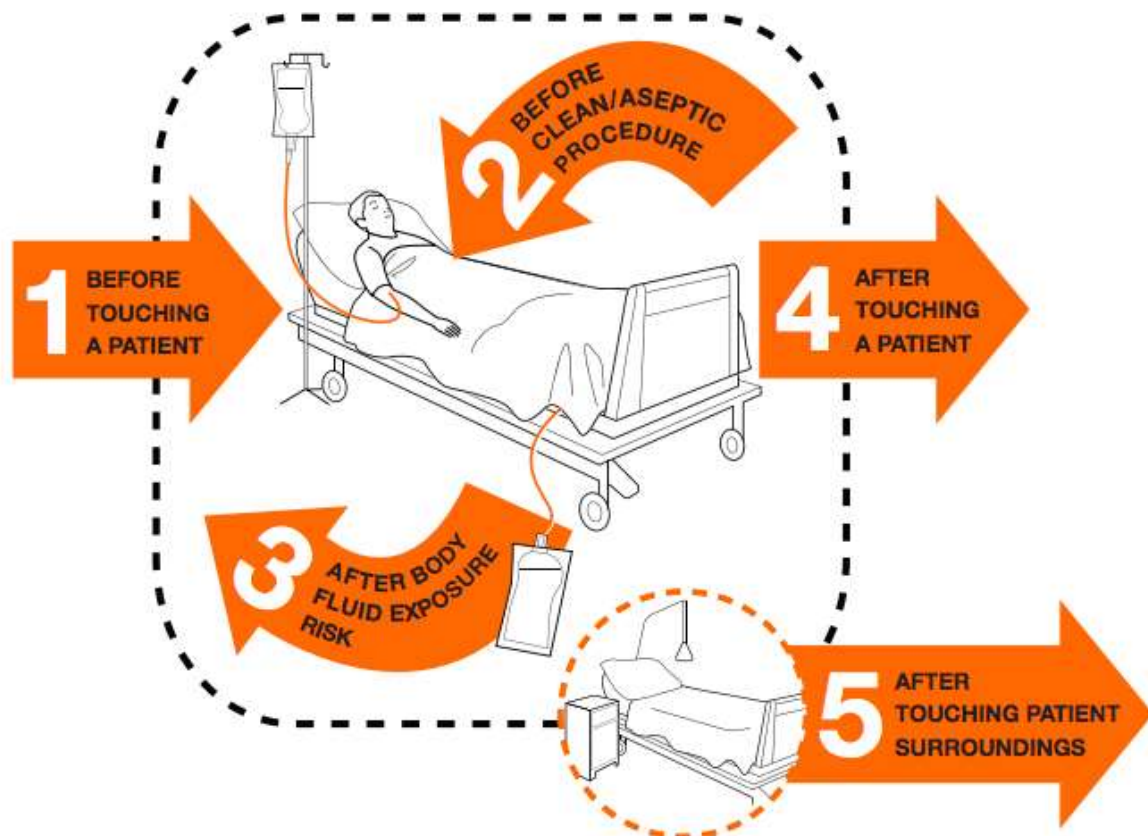 1
BEFORE
TOUCHING
A PATIENT
2
BEFORE
CLEAN/ASEPTIC
PROCEDURE
3
AFTER BODY
FLUID EXPOSURE
RISK
4
AFTER
TOUCHING
A PATIENT
5
AFTER
TOUCHING PATIENT
SURROUNDINGS